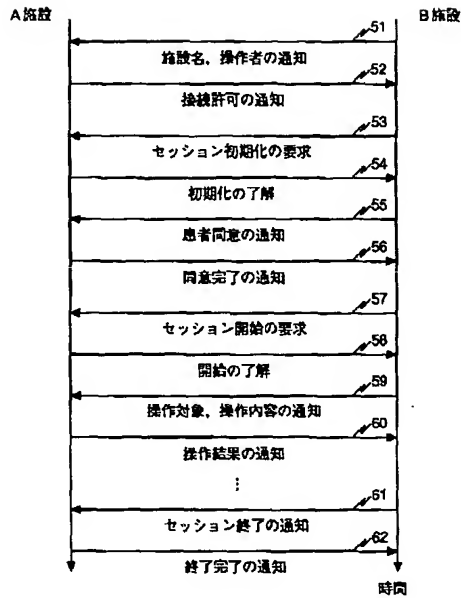 A施設
B施設
51
施設名、操作者の通知
52
接続許可の通知
53
セッション初期化の要求
54
初期化の了解
55
患者同意の通知
56
同意完了の通知
57
セッション開始の要求
58
開始の了解
59
操作対象、操作内容の通知
60
操作結果の通知
⋮
61
セッション終了の通知
62
終了完了の通知
時間